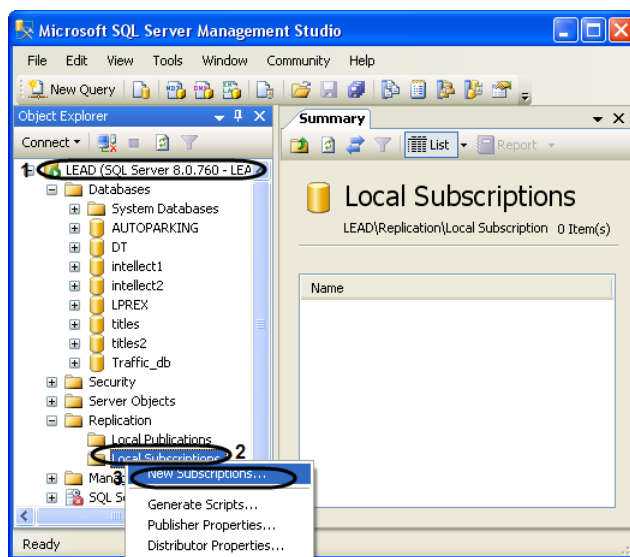 Microsoft SQL Server Management Studio
File Edit View Tools Window Community Help
New Query
Object Explorer
Connect
1 LEAD (SQL Server 8.0.760 - LEA
Databases
System Databases
AUTOPARKING
DT
intellect1
intellect2
LPREX
titles
titles2
Traffic_db
Security
Server Objects
Replication
Local Publications
Local Subscriptions 2
3 New Subscriptions...
Mana
SQL Se
Generate Scripts...
Publisher Properties...
Distributor Properties...
Summary
List Report
Local Subscriptions
LEAD\Replication\Local Subscription 0 Item(s)
Name
Ready